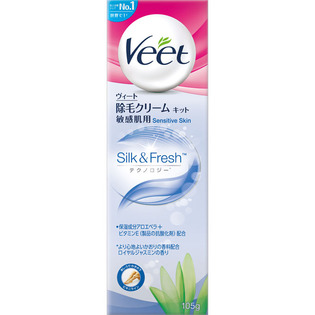 No.1
Veet
ヴィート
除毛クリーム キット
敏感肌用 Sensitive Skin
Silk & Fresh™
テクノロジー*
•保湿成分アロエベラ+
ビタミンE(製品の抗酸化剤)配合
*より心地よいかおりの香料配合
ロイヤルジャスミンの香り
105g